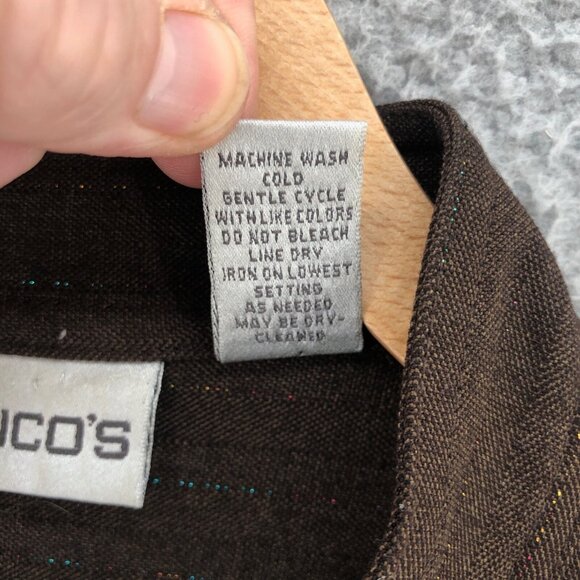 MACHINE WASH
COLD
GENTLE CYCLE
WITH LIKE COLORS
DO NOT BLEACH
LINE DRY
IRON ON LOWEST
SETTING
AS NEEDED
MAY BE DRY-
CLEANED
ICO'S